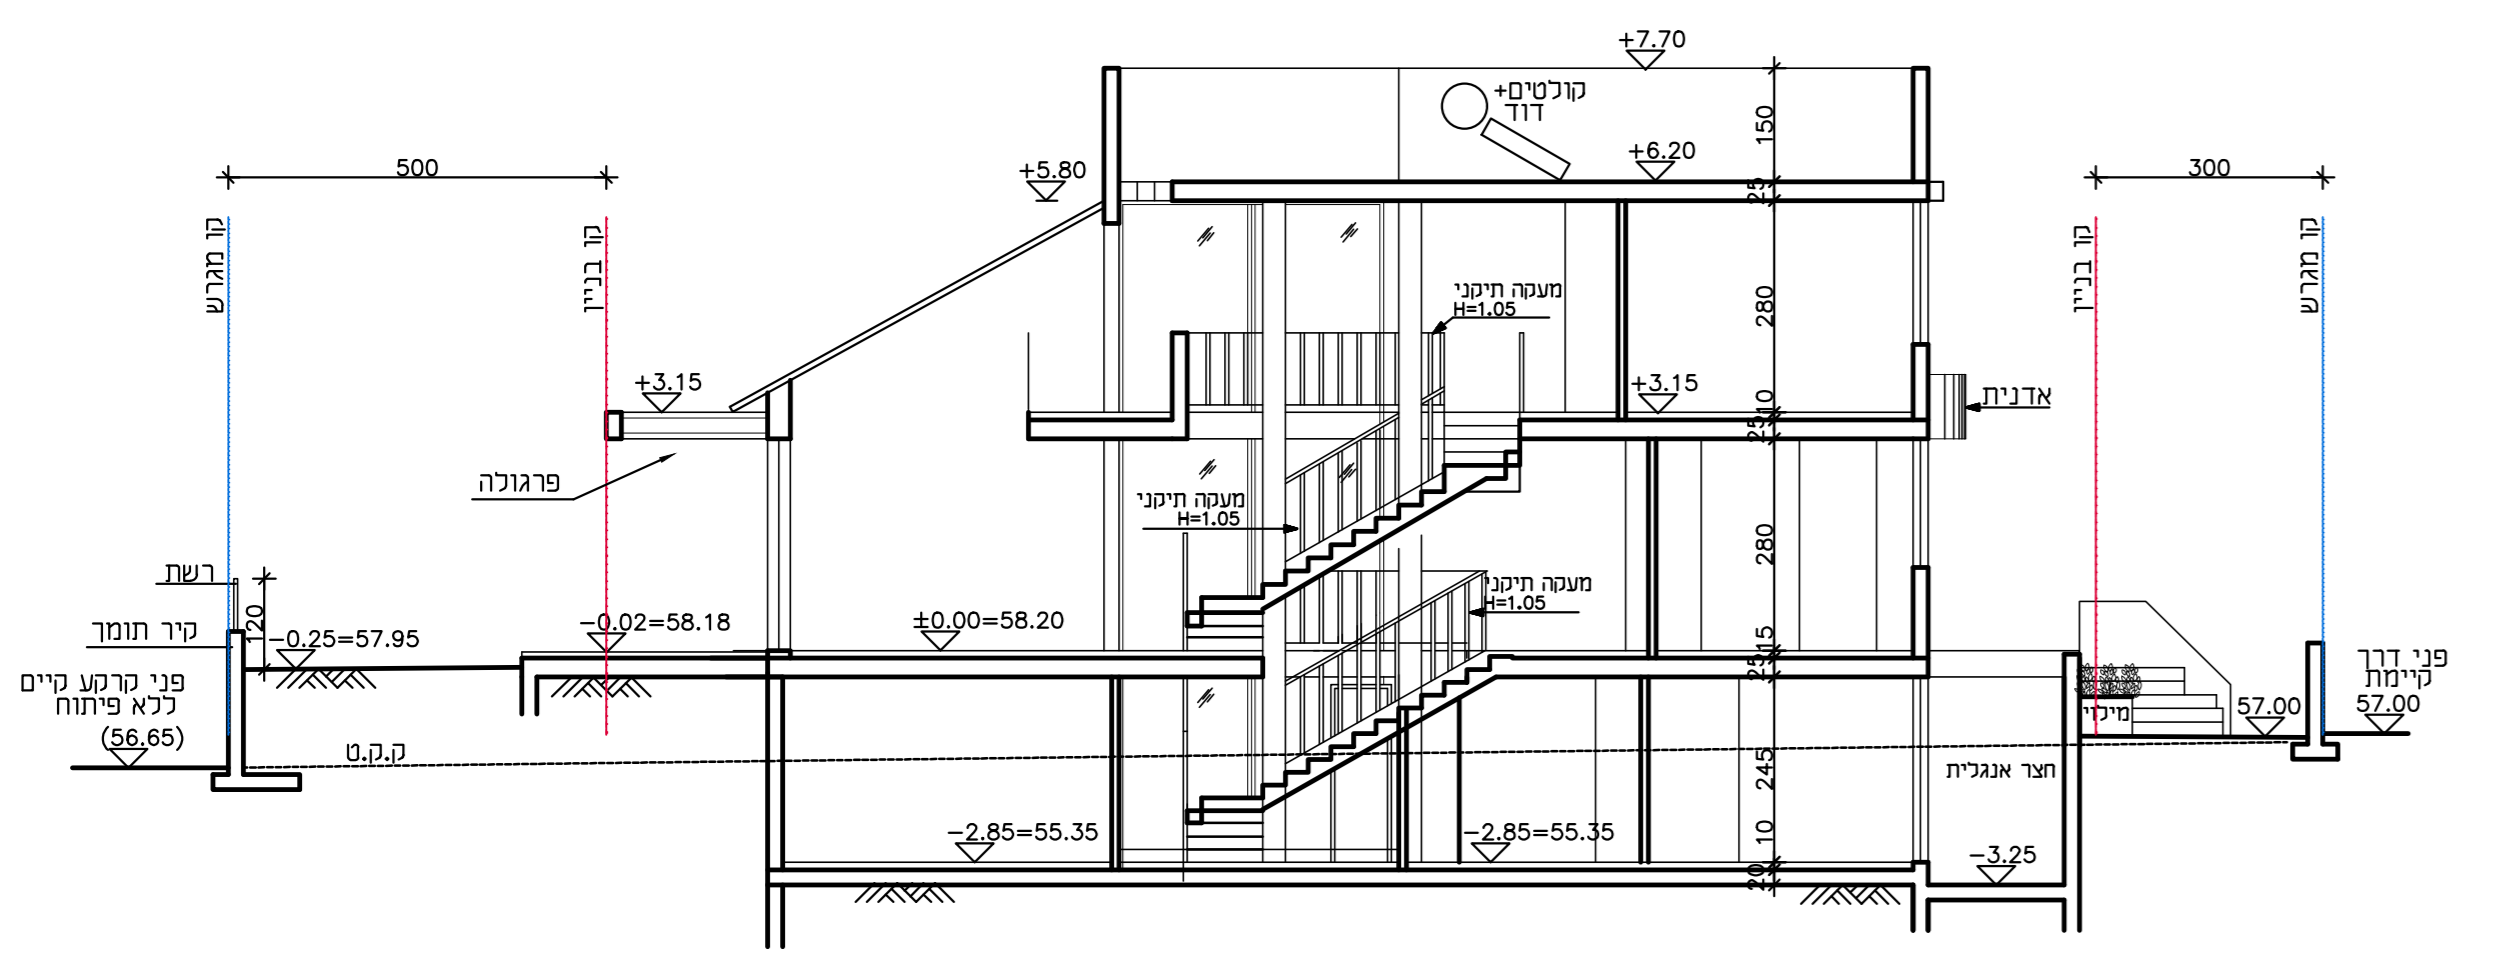 +7.70
קולטים+
דוד
150
+6.20
+5.80
500
300
25
קו מגרש
קו בניין
קו בניין
קו מגרש
מעקה תיקני
H=1.05
280
+3.15
+3.15
10
25
אדנית
פרגולה
מעקה תיקני
H=1.05
280
רשת
120
מעקה תיקני
H=1.05
קיר תומך
-0.25=57.95
-0.02=58.18
±0.00=58.20
15
25
פני קרקע קיים
ללא פיתוח
(56.65)
ק.ק.ט
פני דרך
קיימת
57.00
57.00
מילוי
חצר אנגלית
245
-2.85=55.35
-2.85=55.35
10
-3.25
20